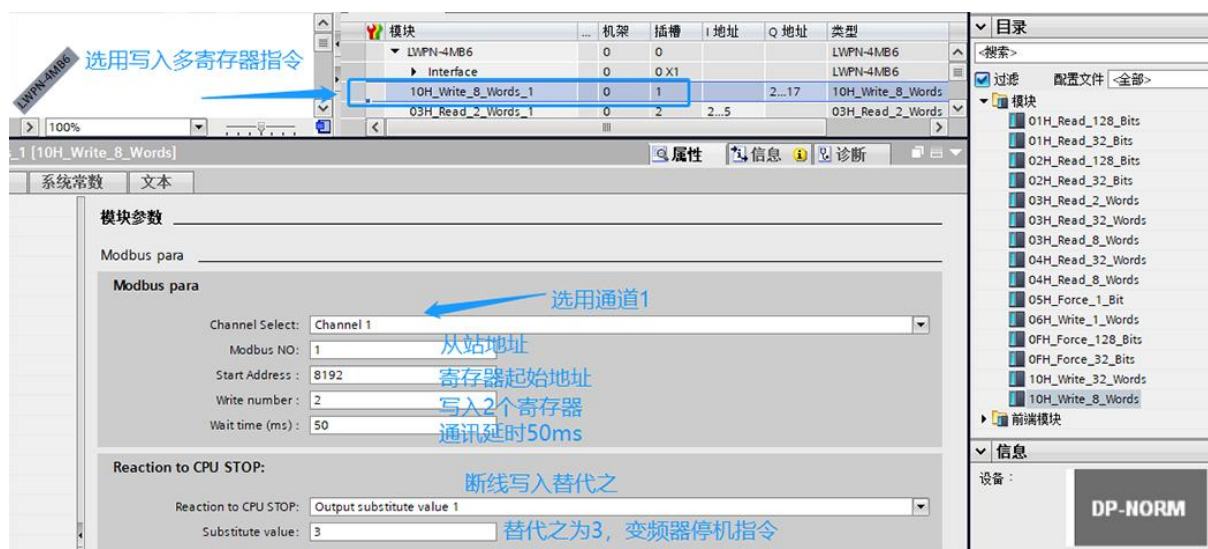 LWPN-4MB6
选用写入多寄存器指令
100%
模块 ... 机架 插槽 I 地址 Q 地址 类型
LWPN-4MB6 0 0 LWPN-4MB6
Interface 0 0 X1 LWPN-4MB6
10H_Write_8_Words_1 0 1 2...17 10H_Write_8_Words
03H_Read_2_Words_1 0 2 2...5 03H_Read_2_Words
s_1 [10H_Write_8_Words]
属性 信息 诊断
系统常数 文本
模块参数
Modbus para
Modbus para
选用通道1
Channel Select: Channel 1
Modbus NO: 1 从站地址
Start Address : 8192 寄存器起始地址
Write number : 2 写入2个寄存器
Wait time (ms) : 50 通讯延时50ms
Reaction to CPU STOP:
断线写入替代之
Reaction to CPU STOP: Output substitute value 1
Substitute value: 3 替代之为3，变频器停机指令
目录
<搜索>
过滤 配置文件 <全部>
模块
01H_Read_128_Bits
01H_Read_32_Bits
02H_Read_128_Bits
02H_Read_32_Bits
03H_Read_2_Words
03H_Read_32_Words
03H_Read_8_Words
04H_Read_32_Words
04H_Read_8_Words
05H_Force_1_Bit
06H_Write_1_Words
0FH_Force_128_Bits
0FH_Force_32_Bits
10H_Write_32_Words
10H_Write_8_Words
前端模块
信息
设备：
DP-NORM